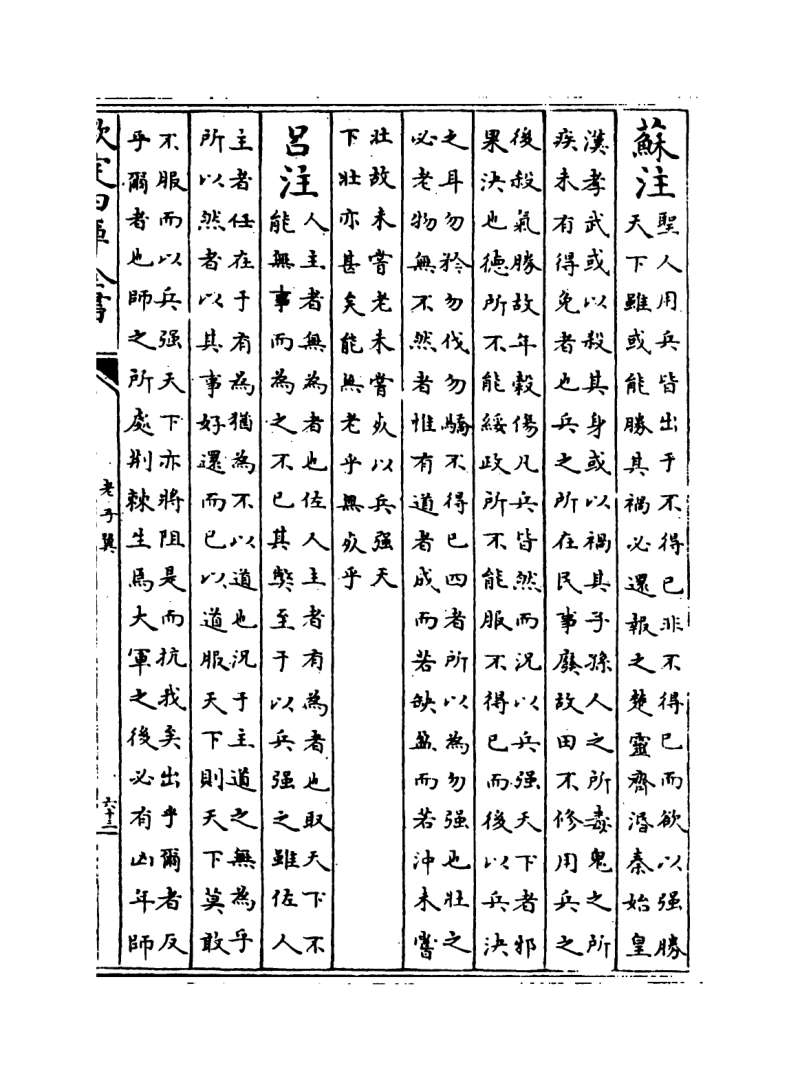 蘇注
聖人用兵皆出于不得已非不得已而欲以强勝
天下雖或能勝其禍必還報之楚靈齊湣秦始皇
漢孝武或以殺其身或以禍其子孫人之所毒鬼之所
疾未有得免者也兵之所在民事廢故田不修用兵之
後殺氣勝故年穀傷凡兵皆然而況以兵强天下者邪
果決也德所不能綏政所不能服不得已而後以兵決
之耳勿矜勿伐勿驕不得已四者所以為勿强也壯之
必老物無不然者惟有道者成而若缺盈而若沖未嘗
壯故未嘗老未嘗死以兵强天
下壯亦甚矣能無老乎無死乎
呂注
人主者無為者也佐人主者有為者也取天下不
能無事而為之不已其獘至于以兵强之雖佐人
主者任在于有為猶為不以道也況于主道之無為乎
所以然者以其事好還而已以道服天下則天下莫敢
不服而以兵强天下亦將阻是而抗我矣出乎爾者反
乎爾者也師之所處荆棘生焉大軍之後必有凶年師
欽定四庫全書
老子翼